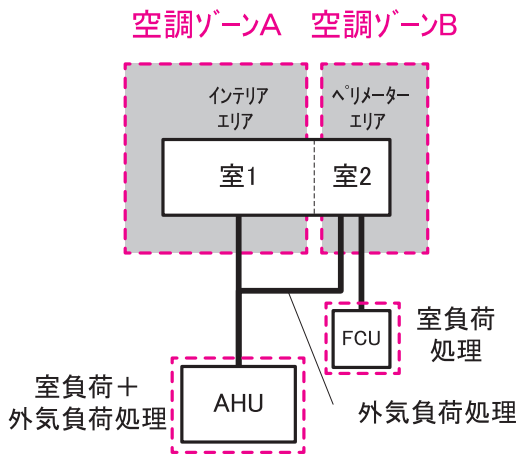 空調ゾーンA 空調ゾーンB
インテリア
エリア
ペリメーター
エリア
室1
室2
FCU
室負荷
処理
AHU
室負荷＋
外気負荷処理
外気負荷処理